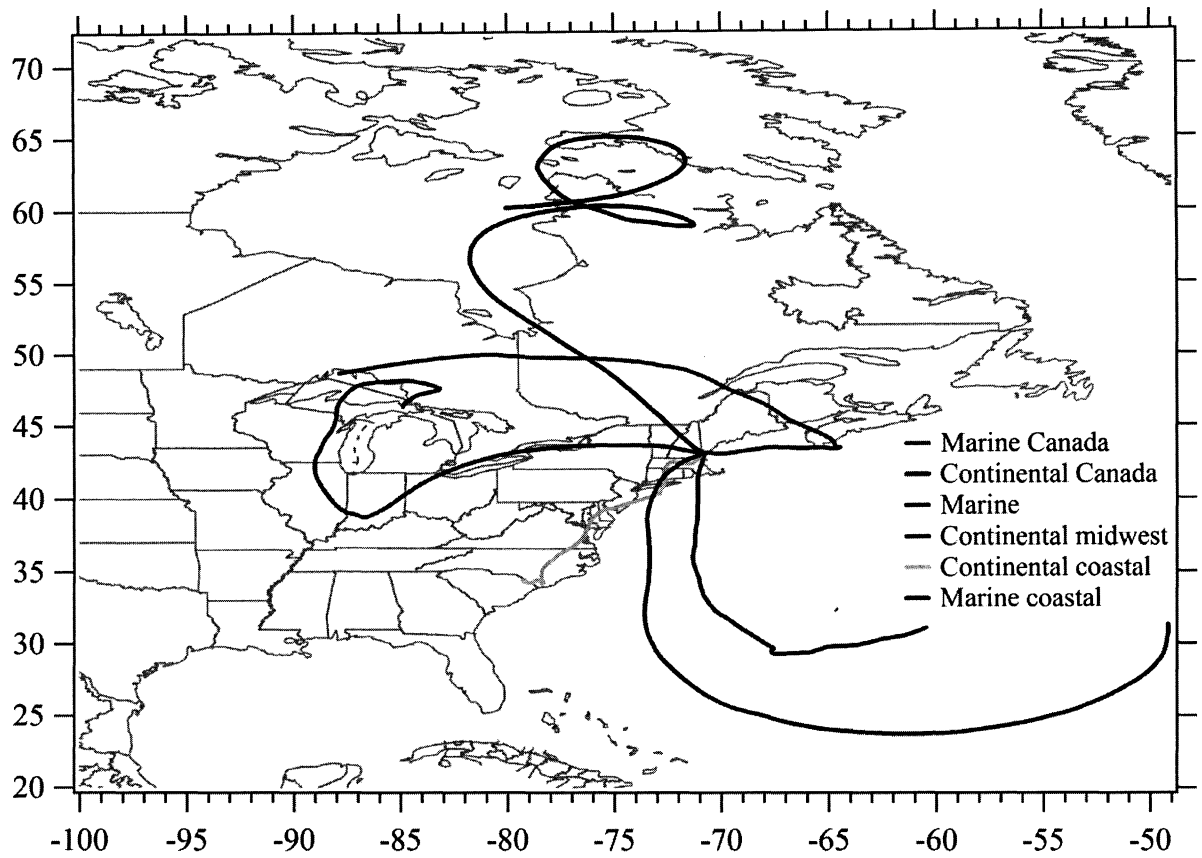 70
65
60
55
50
45
40
35
30
25
20
Marine Canada
Continental Canada
Marine
Continental midwest
Continental coastal
Marine coastal
-100 -95 -90 -85 -80 -75 -70 -65 -60 -55 -50